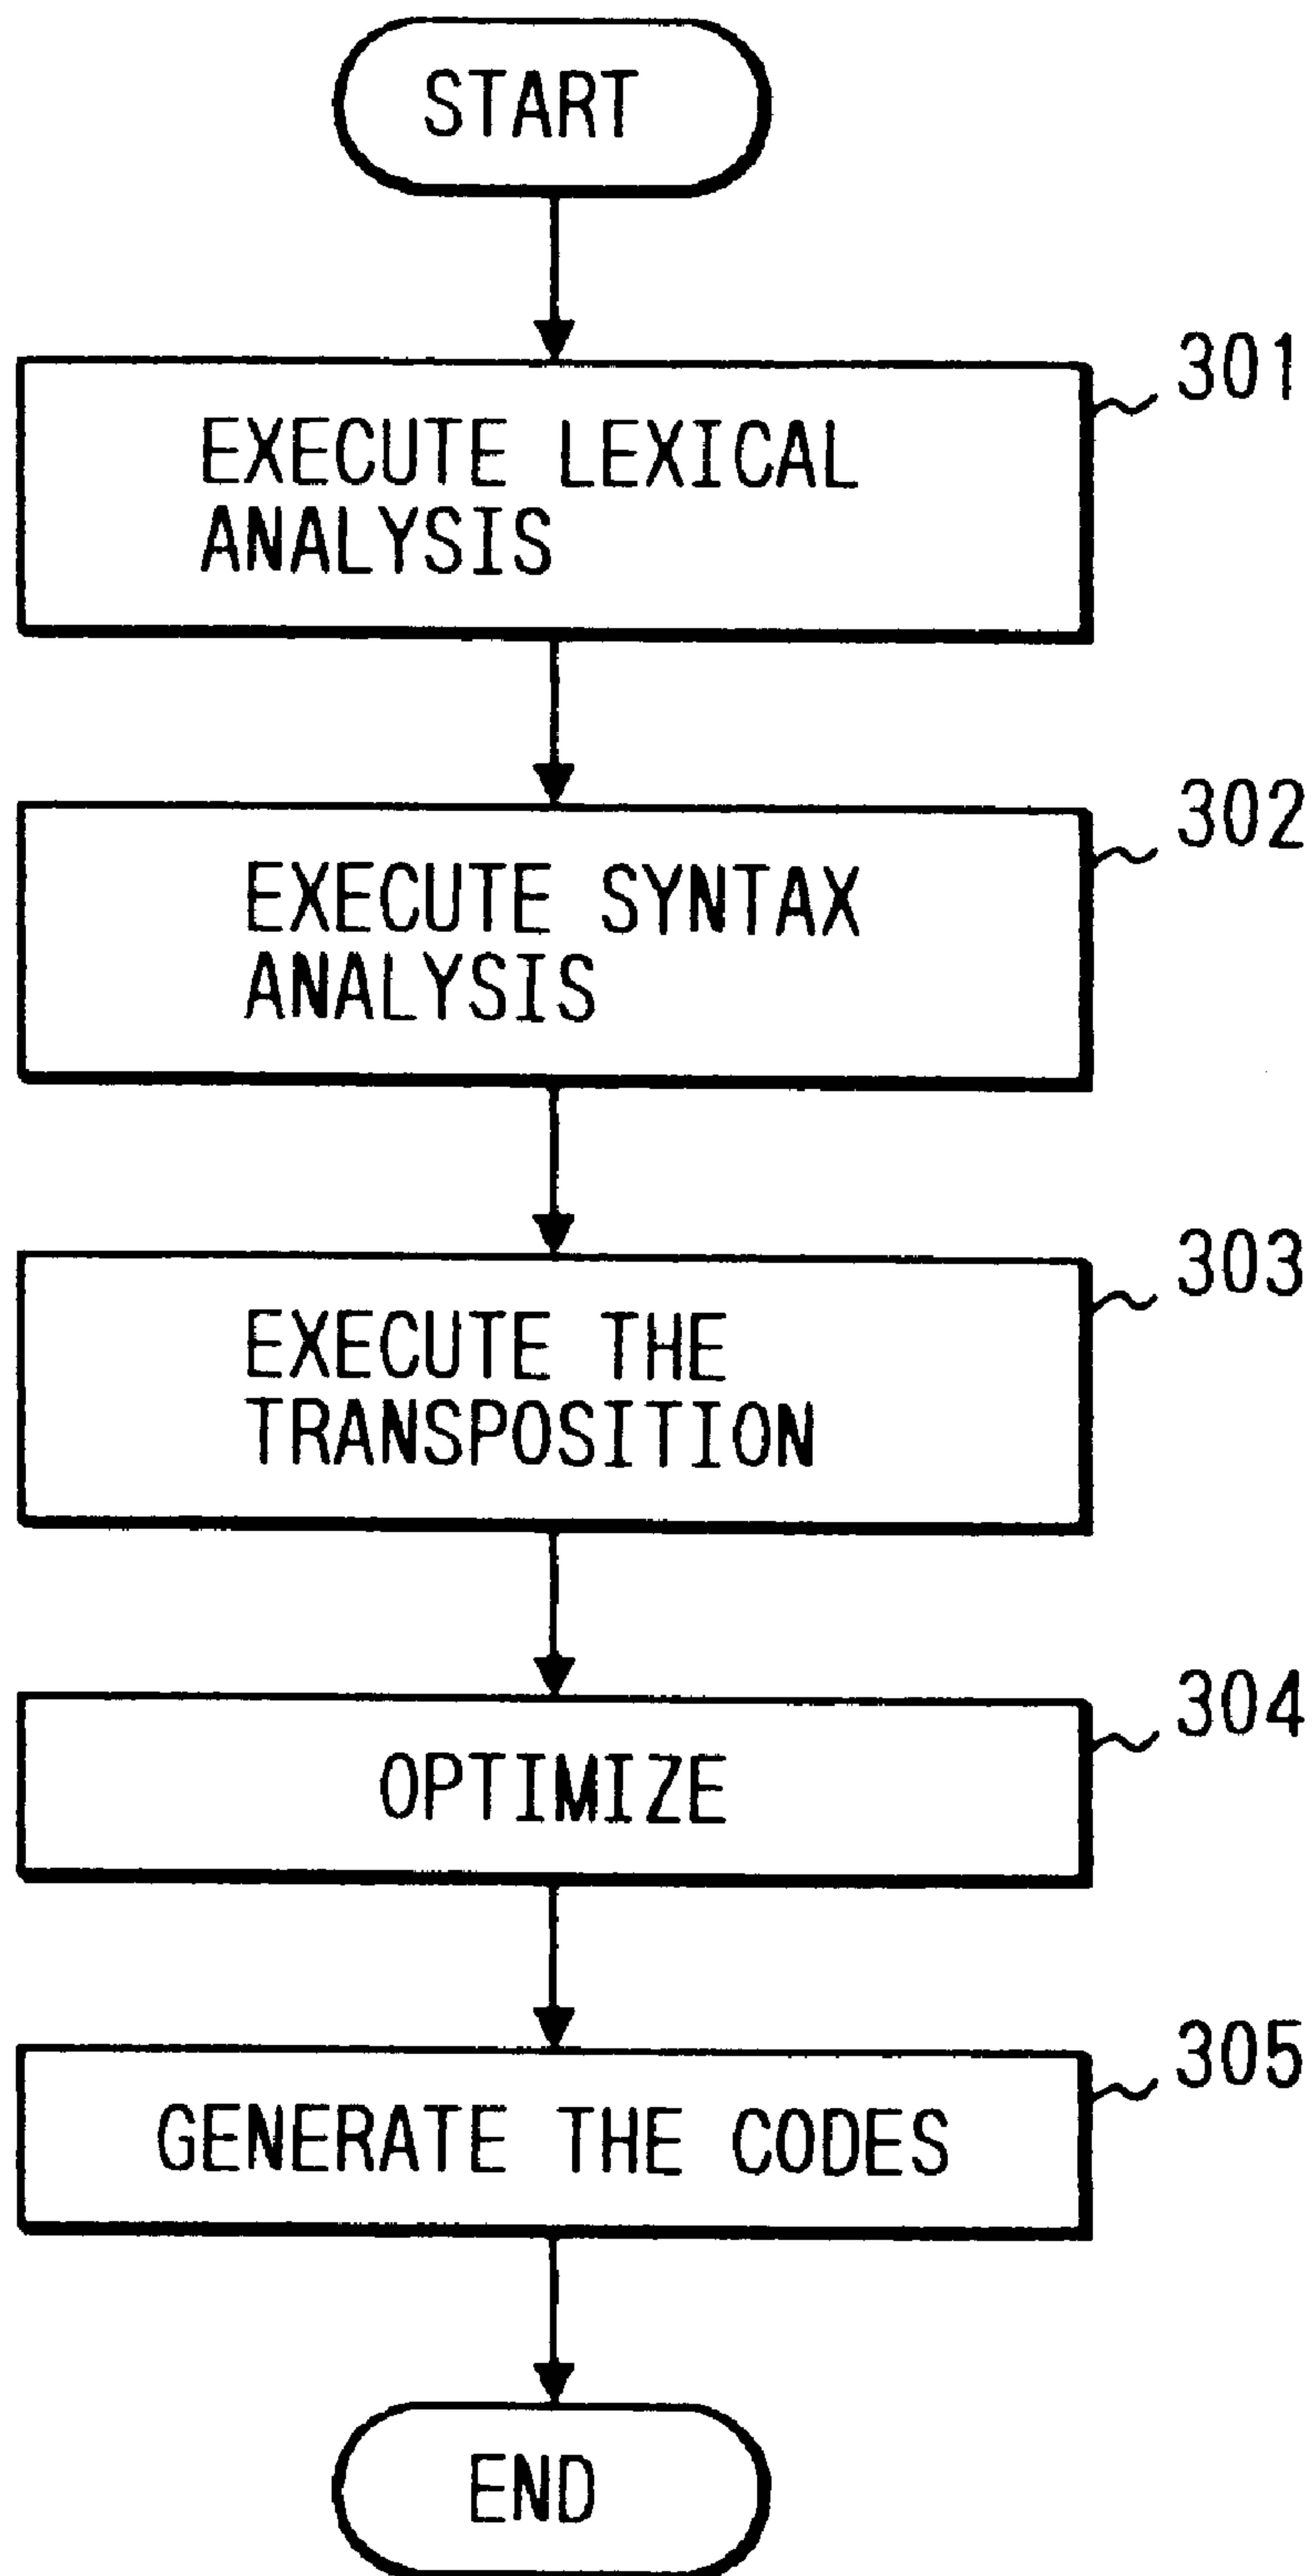 START
301
EXECUTE LEXICAL
ANALYSIS
302
EXECUTE SYNTAX
ANALYSIS
303
EXECUTE THE
TRANSPOSITION
304
OPTIMIZE
305
GENERATE THE CODES
END